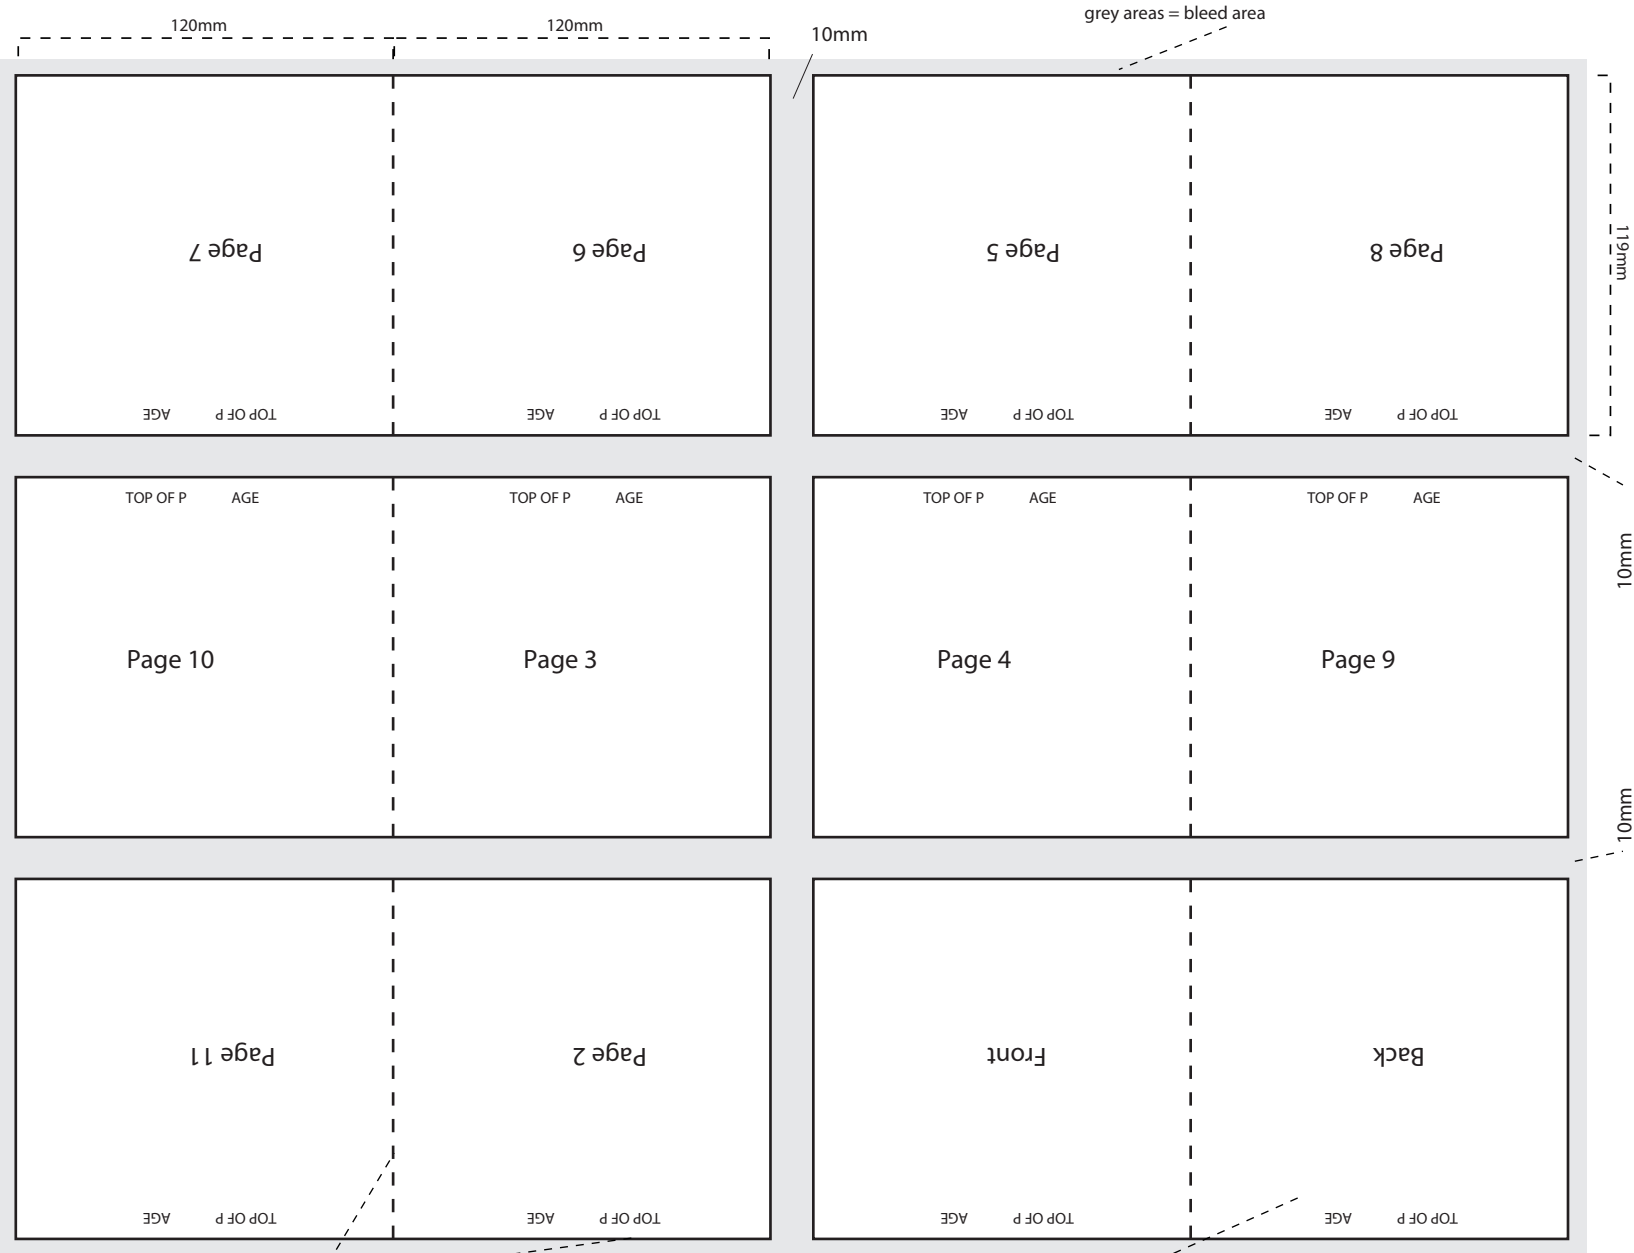 120mm
120mm
10mm
grey areas = bleed area
119mm
Page 7
Page 6
Page 5
Page 8
TOP OF P AGE
TOP OF P AGE
TOP OF P AGE
TOP OF P AGE
TOP OF P AGE
TOP OF P AGE
TOP OF P AGE
TOP OF P AGE
10mm
Page 10
Page 3
Page 4
Page 9
10mm
Page 11
Page 2
Front
Back
TOP OF P AGE
TOP OF P AGE
TOP OF P AGE
TOP OF P AGE